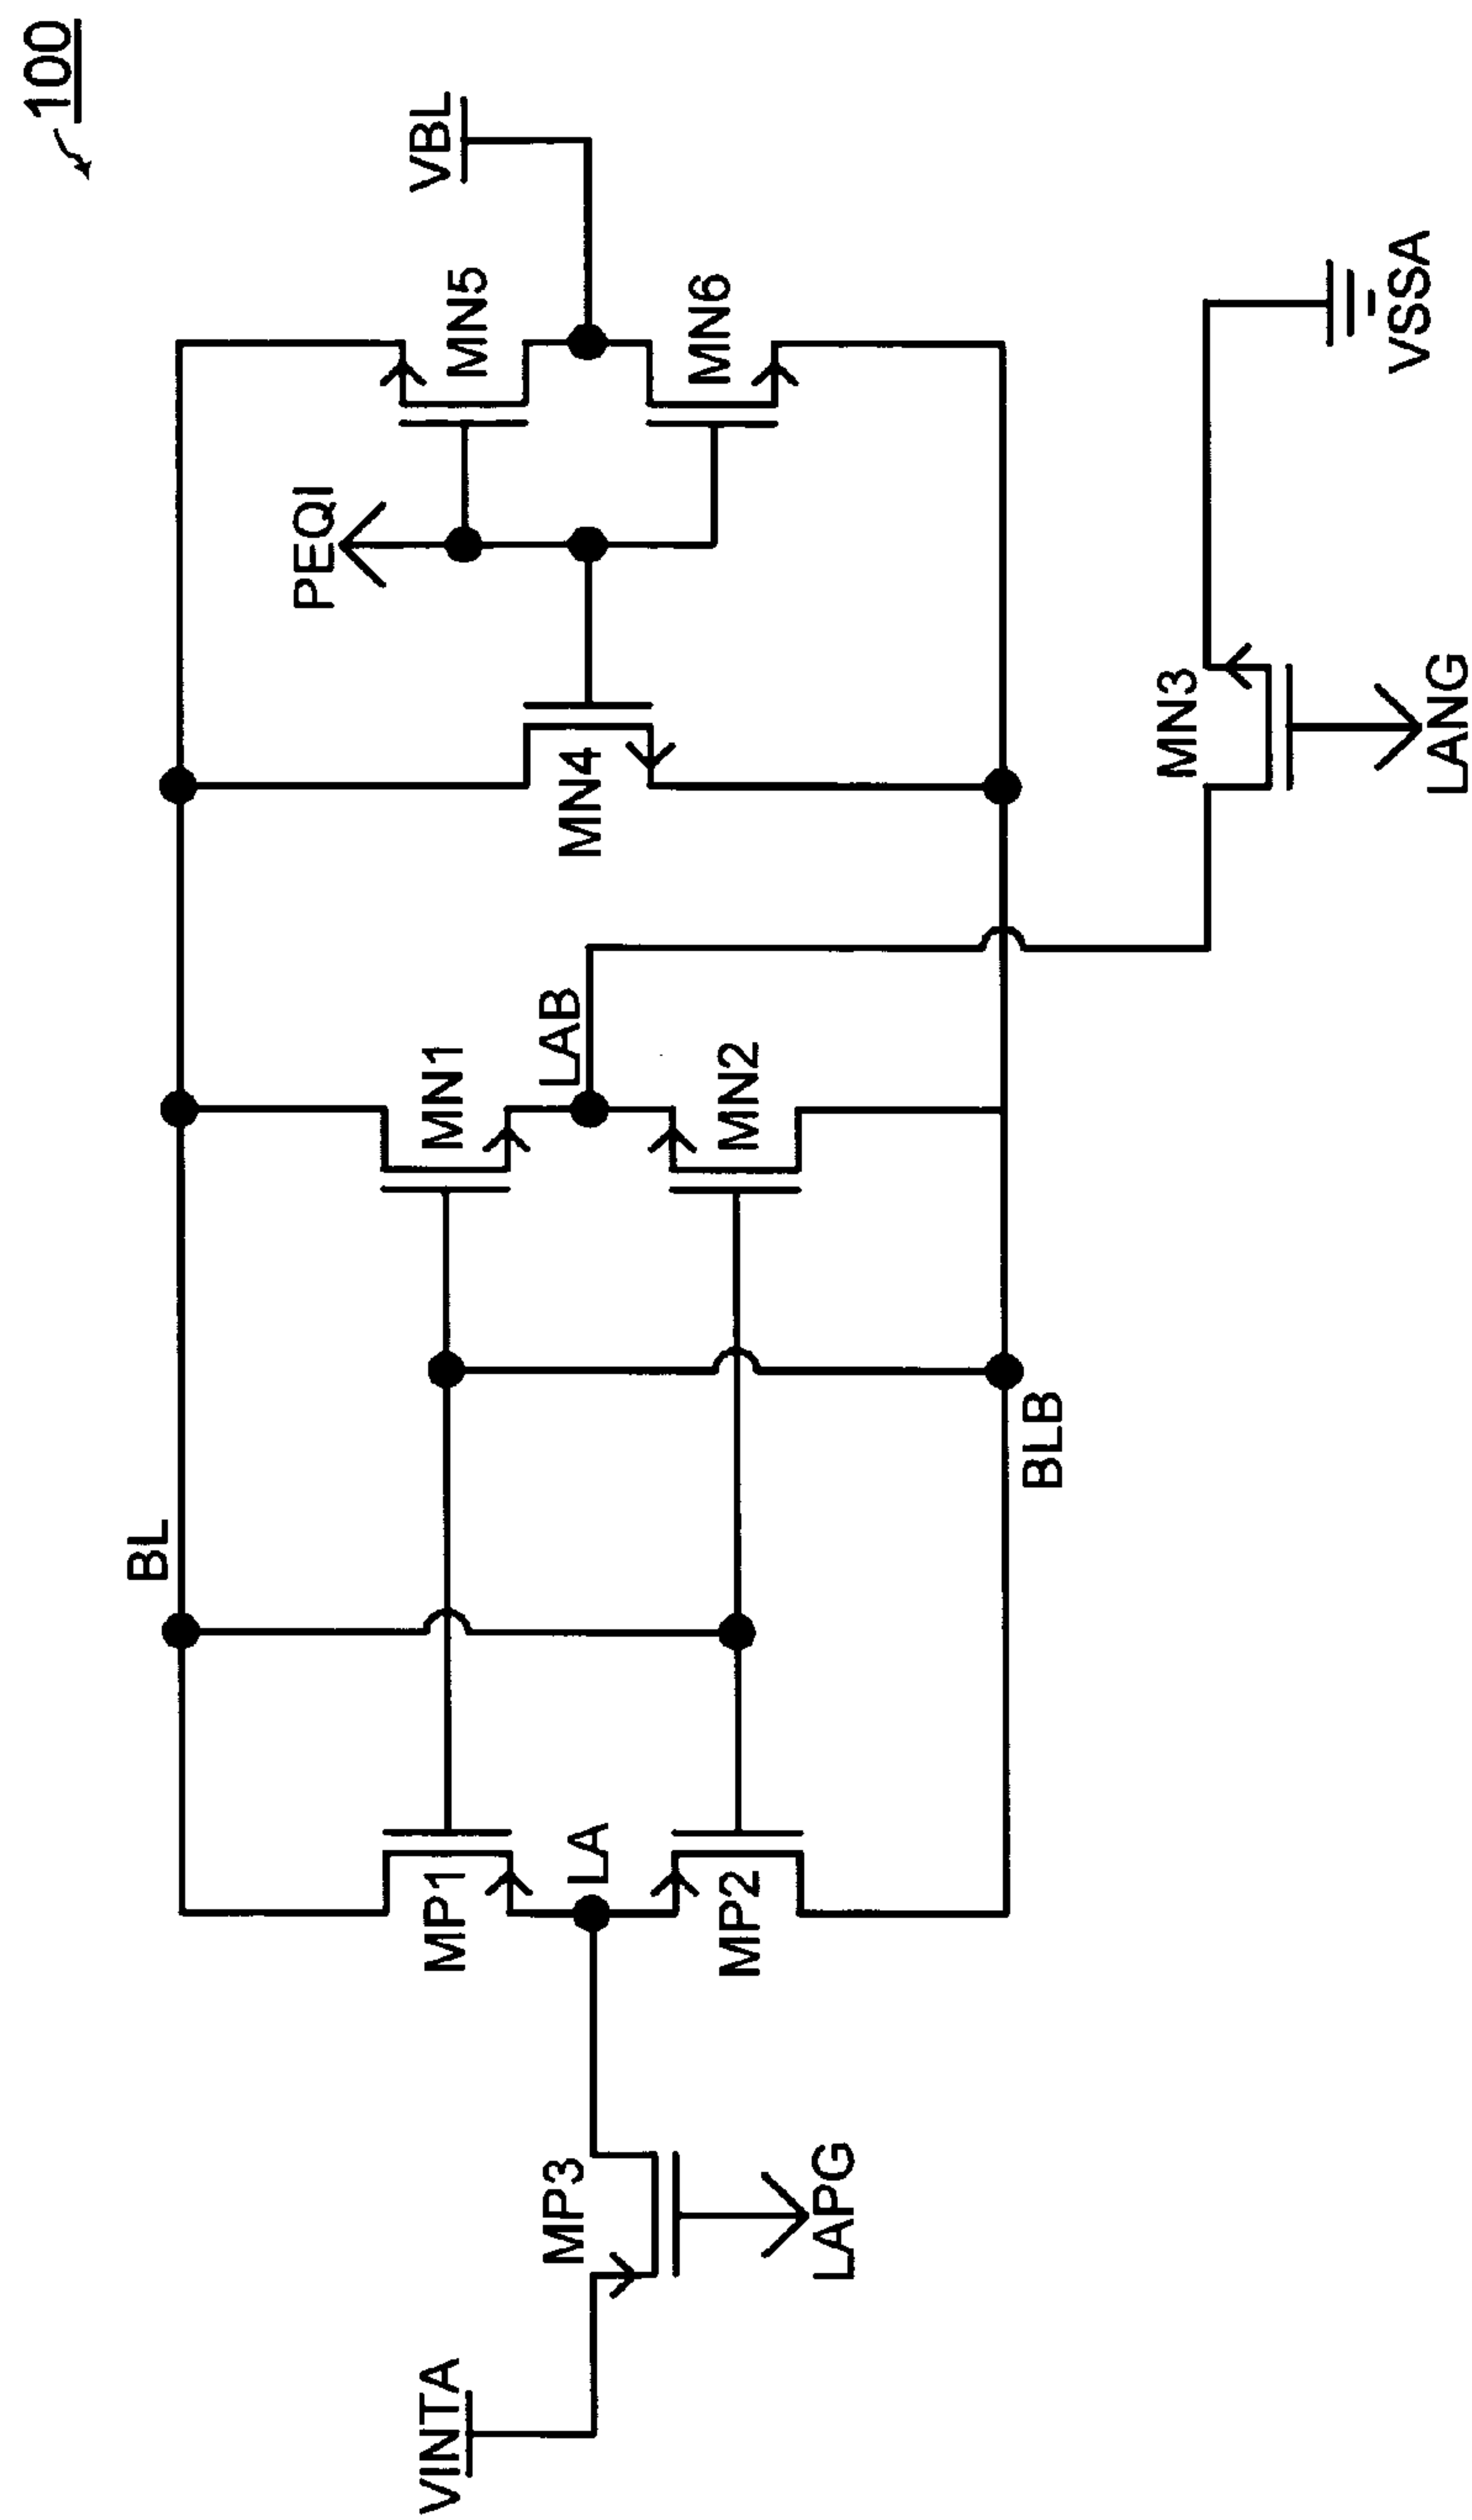 100
VBL
MN5
MN6
PEQI
VSSA
MN4
MN3
LANG
MN1
LAB
MN2
BL
BLB
MP1
LA
MP2
MP3
LAPG
VINTA